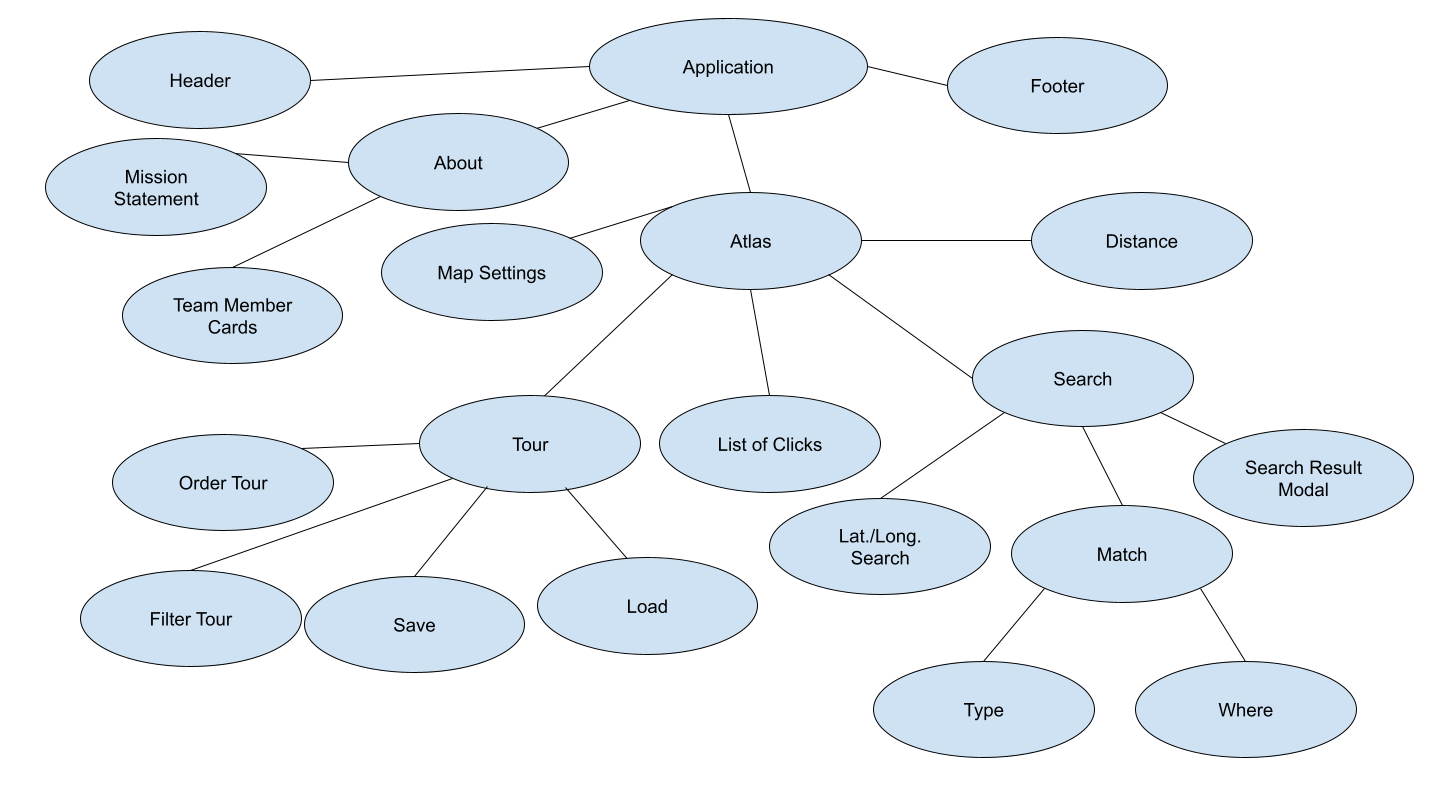 Header
Application
Footer
About
Mission
Statement
Atlas
Distance
Map Settings
Team Member
Cards
Search
Tour
List of Clicks
Order Tour
Search Result
Modal
Lat./Long.
Search
Match
Filter Tour
Save
Load
Type
Where